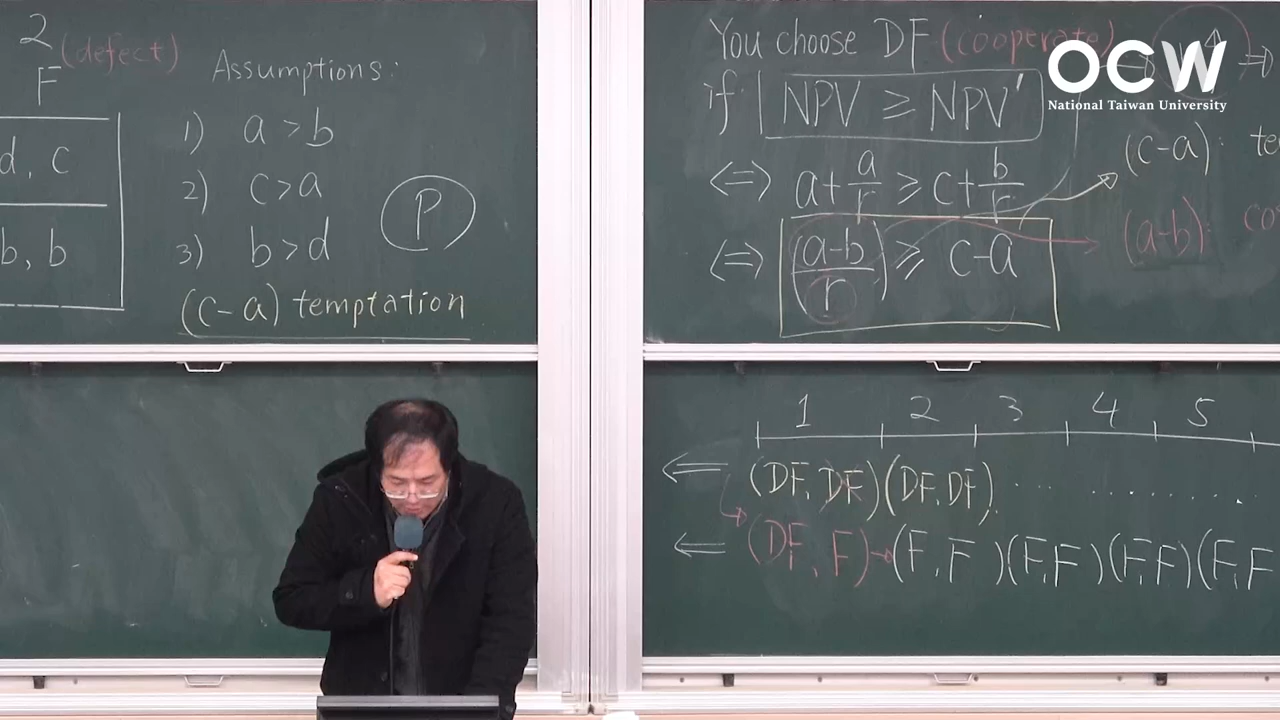 2 (defect)
F
d, c
b, b
Assumptions:
1) a > b
2) c > a
3) b > d
(c-a) temptation
P
You choose DF (cooperate)
if NPV ≥ NPV'
⇔ a + a/r ≥ c + b/r
⇔ (a-b)/r ≥ c-a
⇒
(c-a): te
(a-b): co
OCW
National Taiwan University
1 2 3 4 5
⇐ (DF, DF) (DF, DF) ... .......
⇐ (DF, F) → (F, F) (F, F) (F, F) (F, F